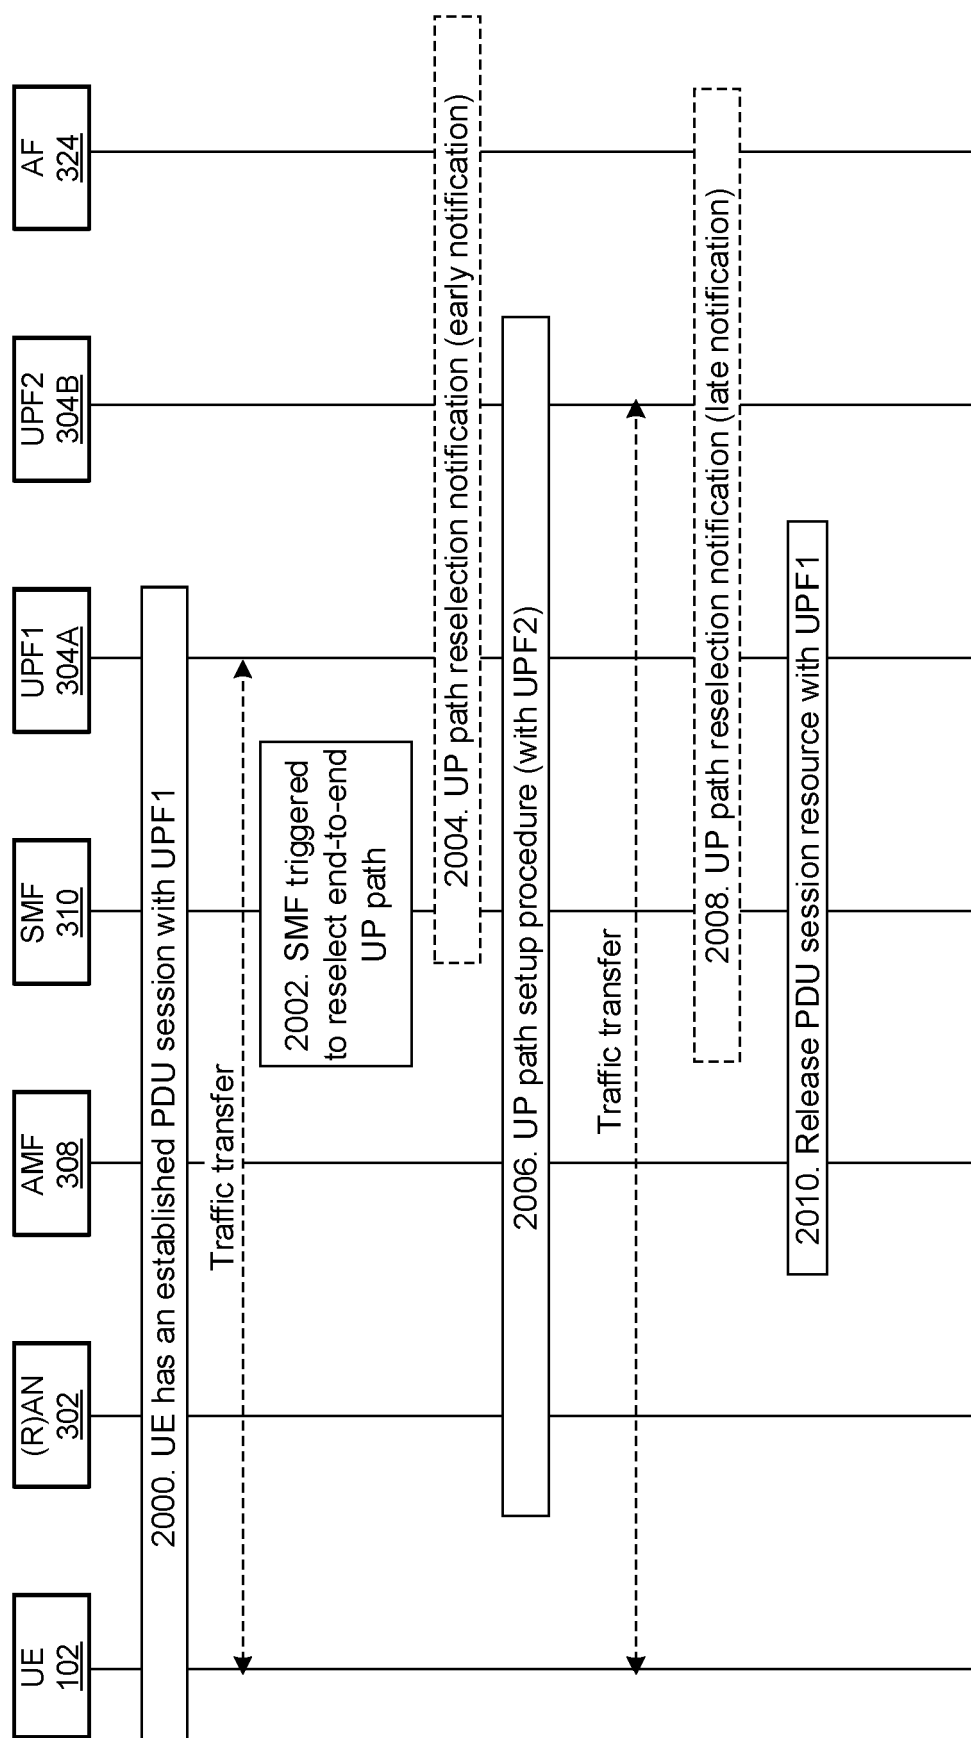 UE
102
(R)AN
302
AMF
308
SMF
310
UPF1
304A
UPF2
304B
AF
324
2000. UE has an established PDU session with UPF1
Traffic transfer
2002. SMF triggered
to reselect end-to-end
UP path
2004. UP path reselection notification (early notification)
2006. UP path setup procedure (with UPF2)
Traffic transfer
2008. UP path reselection notification (late notification)
2010. Release PDU session resource with UPF1